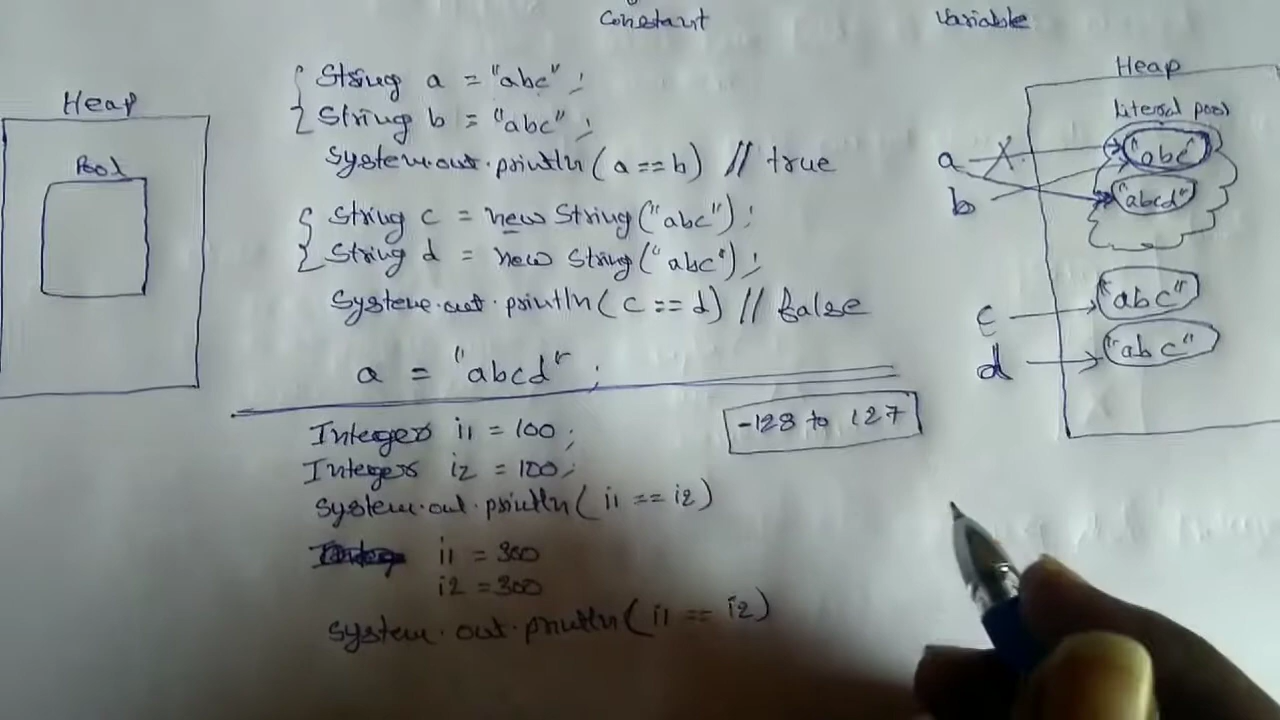 Constant
Variable
Heap
Pool
String a = "abc";
String b = "abc";
System.out.println(a == b) // true
String c = new String("abc");
String d = new String("abc");
System.out.println(c == d) // false
a = "abcd";
Integer i1 = 100;
Integer i2 = 100;
System.out.println(i1 == i2)
i1 = 300
i2 = 300
System.out.println(i1 == i2)
-128 to 127
Heap
Literal pool
a
"abc"
b
"abcd"
c
"abc"
d
"abc"